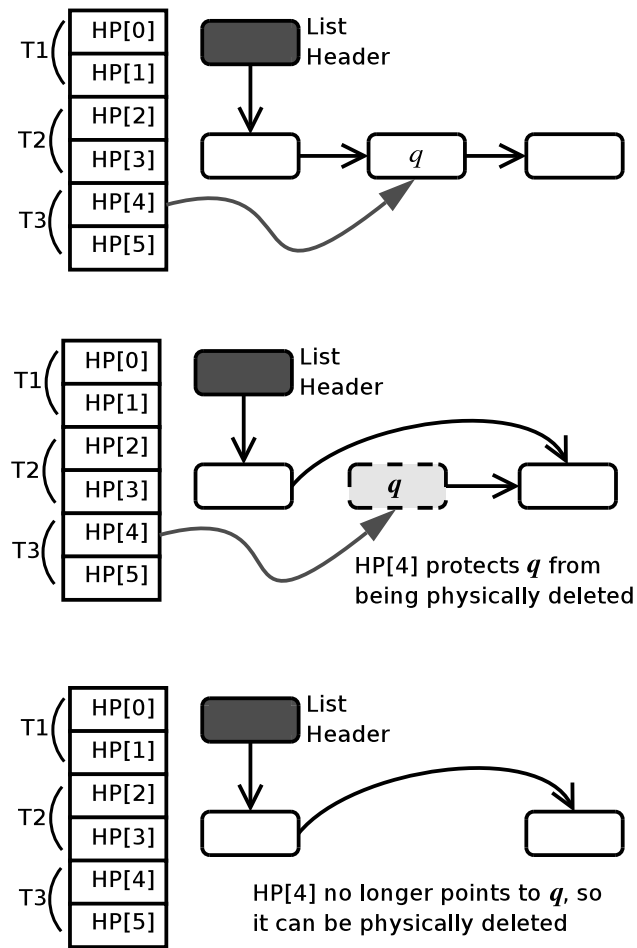 T1
HP[0]
HP[1]
T2
HP[2]
HP[3]
T3
HP[4]
HP[5]
List
Header
q
T1
HP[0]
HP[1]
T2
HP[2]
HP[3]
T3
HP[4]
HP[5]
List
Header
q
HP[4] protects q from
being physically deleted
T1
HP[0]
HP[1]
T2
HP[2]
HP[3]
T3
HP[4]
HP[5]
List
Header
HP[4] no longer points to q, so
it can be physically deleted